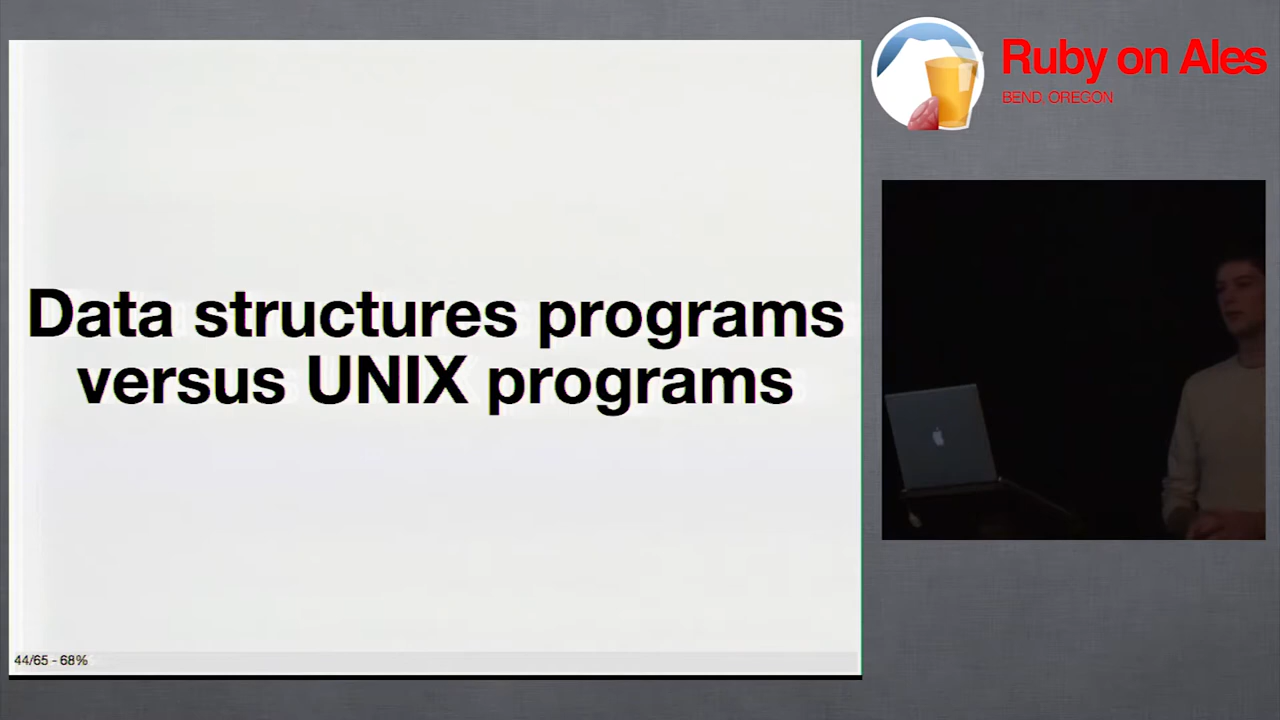 Data structures programs
versus UNIX programs
44/65 - 68%
Ruby on Ales
BEND, OREGON